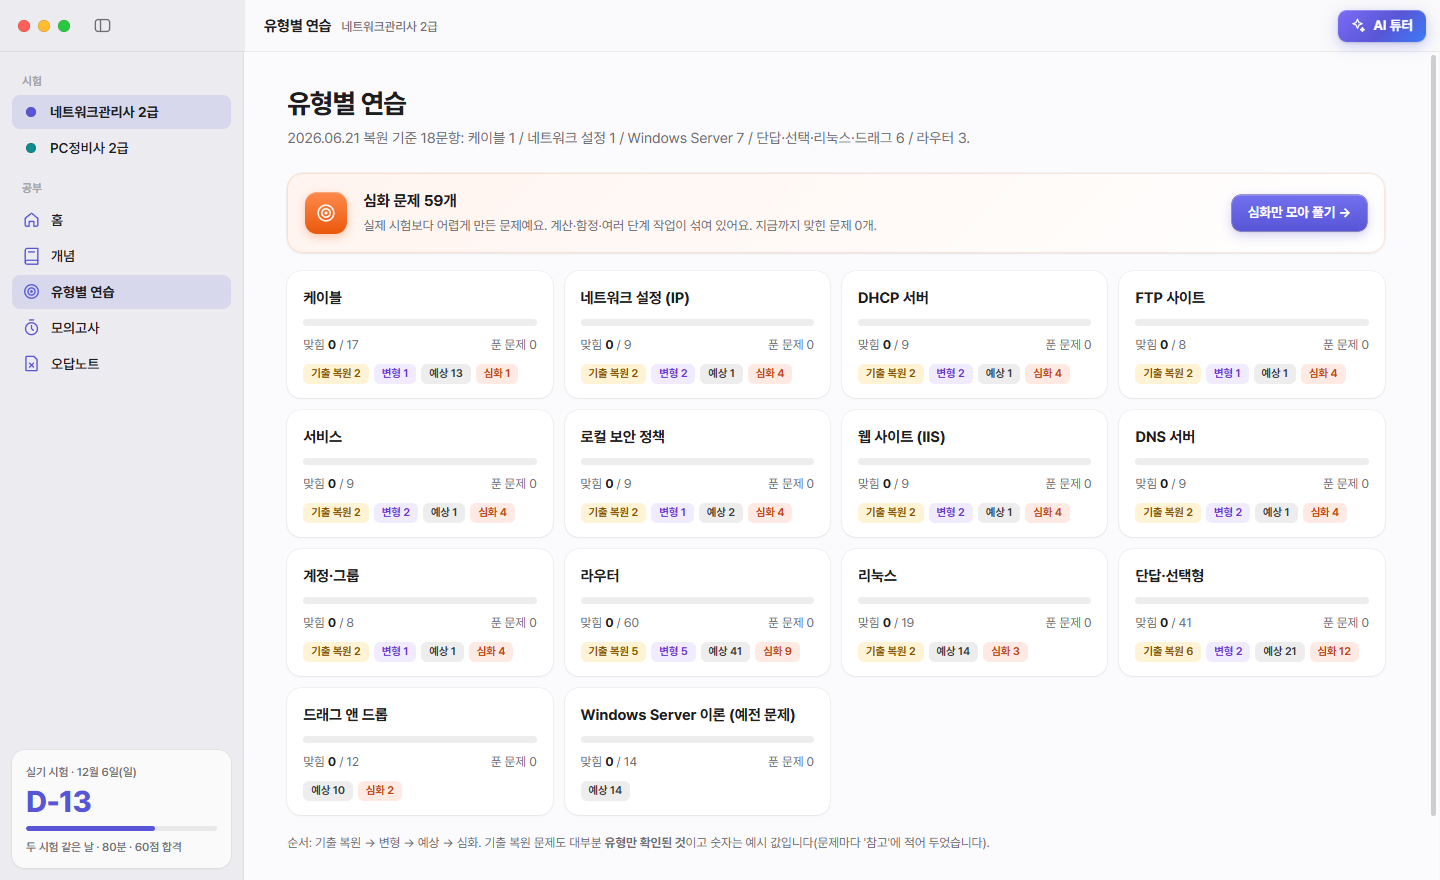 유형별 연습 네트워크관리사 2급
AI 튜터
시험
네트워크관리사 2급
PC정비사 2급
공부
홈
개념
유형별 연습
모의고사
오답노트
실기 시험 · 12월 6일(일)
D-13
두 시험 같은 날 · 80분 · 60점 합격
유형별 연습
2026.06.21 복원 기준 18문항: 케이블 1 / 네트워크 설정 1 / Windows Server 7 / 단답·선택·리눅스·드래그 6 / 라우터 3.
심화 문제 59개
실제 시험보다 어렵게 만든 문제예요. 계산·함정·여러 단계 작업이 섞여 있어요. 지금까지 맞힌 문제 0개.
심화만 모아 풀기 →
케이블
맞힘 0 / 17 푼 문제 0
기출 복원 2 변형 1 예상 13 심화 1
네트워크 설정 (IP)
맞힘 0 / 9 푼 문제 0
기출 복원 2 변형 2 예상 1 심화 4
DHCP 서버
맞힘 0 / 9 푼 문제 0
기출 복원 2 변형 2 예상 1 심화 4
FTP 사이트
맞힘 0 / 8 푼 문제 0
기출 복원 2 변형 1 예상 1 심화 4
서비스
맞힘 0 / 9 푼 문제 0
기출 복원 2 변형 2 예상 1 심화 4
로컬 보안 정책
맞힘 0 / 9 푼 문제 0
기출 복원 2 변형 1 예상 2 심화 4
웹 사이트 (IIS)
맞힘 0 / 9 푼 문제 0
기출 복원 2 변형 2 예상 1 심화 4
DNS 서버
맞힘 0 / 9 푼 문제 0
기출 복원 2 변형 2 예상 1 심화 4
계정·그룹
맞힘 0 / 8 푼 문제 0
기출 복원 2 변형 1 예상 1 심화 4
라우터
맞힘 0 / 60 푼 문제 0
기출 복원 5 변형 5 예상 41 심화 9
리눅스
맞힘 0 / 19 푼 문제 0
기출 복원 2 예상 14 심화 3
단답·선택형
맞힘 0 / 41 푼 문제 0
기출 복원 6 변형 2 예상 21 심화 12
드래그 앤 드롭
맞힘 0 / 12 푼 문제 0
예상 10 심화 2
Windows Server 이론 (예전 문제)
맞힘 0 / 14 푼 문제 0
예상 14
순서: 기출 복원 → 변형 → 예상 → 심화. 기출 복원 문제도 대부분 유형만 확인된 것이고 숫자는 예시 값입니다(문제마다 '참고'에 적어 두었습니다).